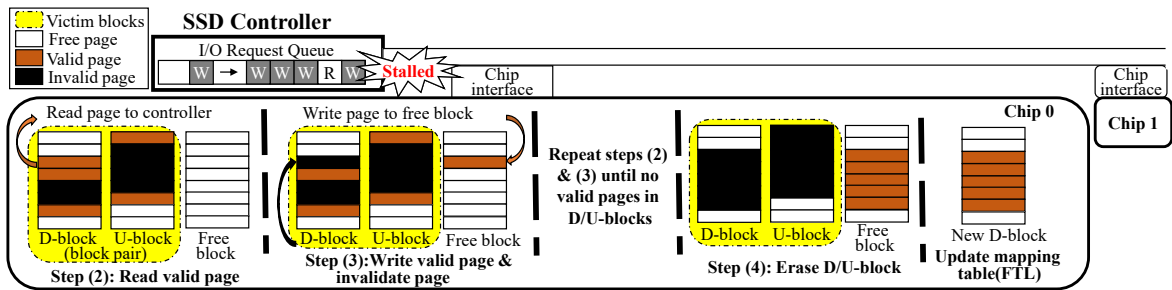 Victim blocks
Free page
Valid page
Invalid page
SSD Controller
I/O Request Queue
W → W W W R W
Stalled
Chip
interface
Chip
interface
Chip 0
Chip 1
Read page to controller
D-block
U-block
(block pair)
Free
block
Step (2): Read valid page
Write page to free block
D-block
U-block
Free block
Step (3):Write valid page &
invalidate page
Repeat steps (2)
& (3) until no
valid pages in
D/U-blocks
D-block
U-block
Free
block
Step (4): Erase D/U-block
New D-block
Update mapping
table(FTL)